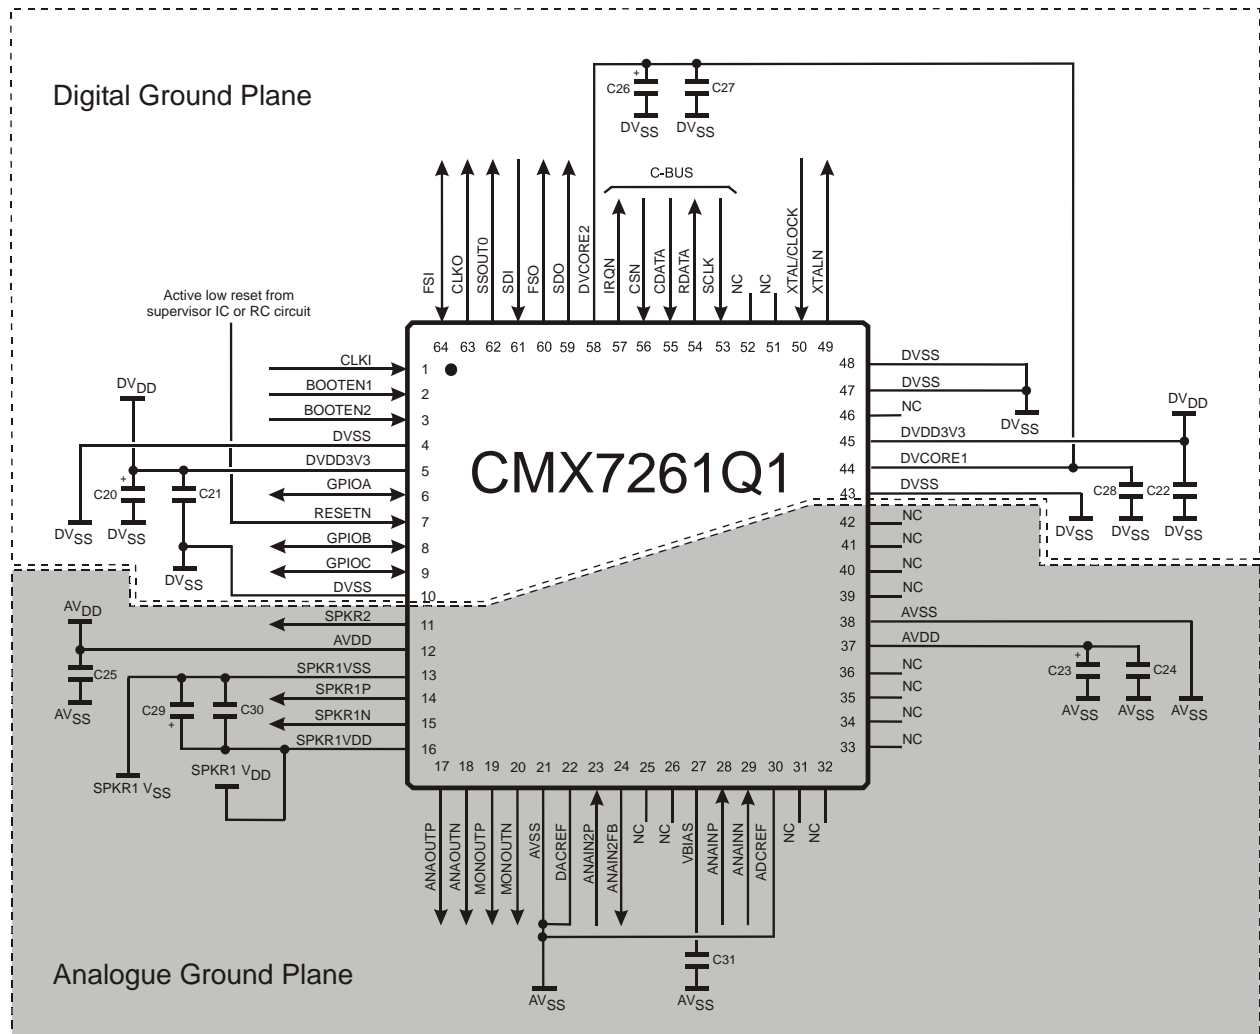 Digital Ground Plane
C26
+
C27
DVSS
DVSS
C-BUS
FSI
CLKO
SSOUT0
SDI
FSO
SDO
DVCORE2
IRQN
CSN
CDATA
RDATA
SCLK
NC
NC
XTAL/CLOCK
XTALN
Active low reset from
supervisor IC or RC circuit
64 63 62 61 60 59 58 57 56 55 54 53 52 51 50 49
CLKI
1
BOOTEN1
2
BOOTEN2
3
DVSS
4
DVDD3V3
5
GPIOA
6
RESETN
7
GPIOB
8
GPIOC
9
DVSS
10
SPKR2
11
AVDD
12
SPKR1VSS
13
SPKR1P
14
SPKR1N
15
SPKR1VDD
16
DVDD
+
C20
C21
DVSS
DVSS
DVSS
AVDD
C25
AVSS
C29
+
C30
SPKR1 VSS
SPKR1 VDD
CMX7261Q1
48
DVSS
47
DVSS
46
NC
45
DVDD3V3
44
DVCORE1
43
DVSS
42
NC
41
NC
40
NC
39
NC
38
AVSS
37
AVDD
36
NC
35
NC
34
NC
33
NC
DVSS
DVDD
C28
C22
DVSS
DVSS
DVSS
+
C23
C24
AVSS
AVSS
AVSS
17 18 19 20 21 22 23 24 25 26 27 28 29 30 31 32
ANAOUTP
ANAOUTN
MONOUTP
MONOUTN
AVSS
DACREF
ANAIN2P
ANAIN2FB
NC
NC
VBIAS
ANAINP
ANAINN
ADCREF
NC
NC
C31
AVSS
AVSS
Analogue Ground Plane